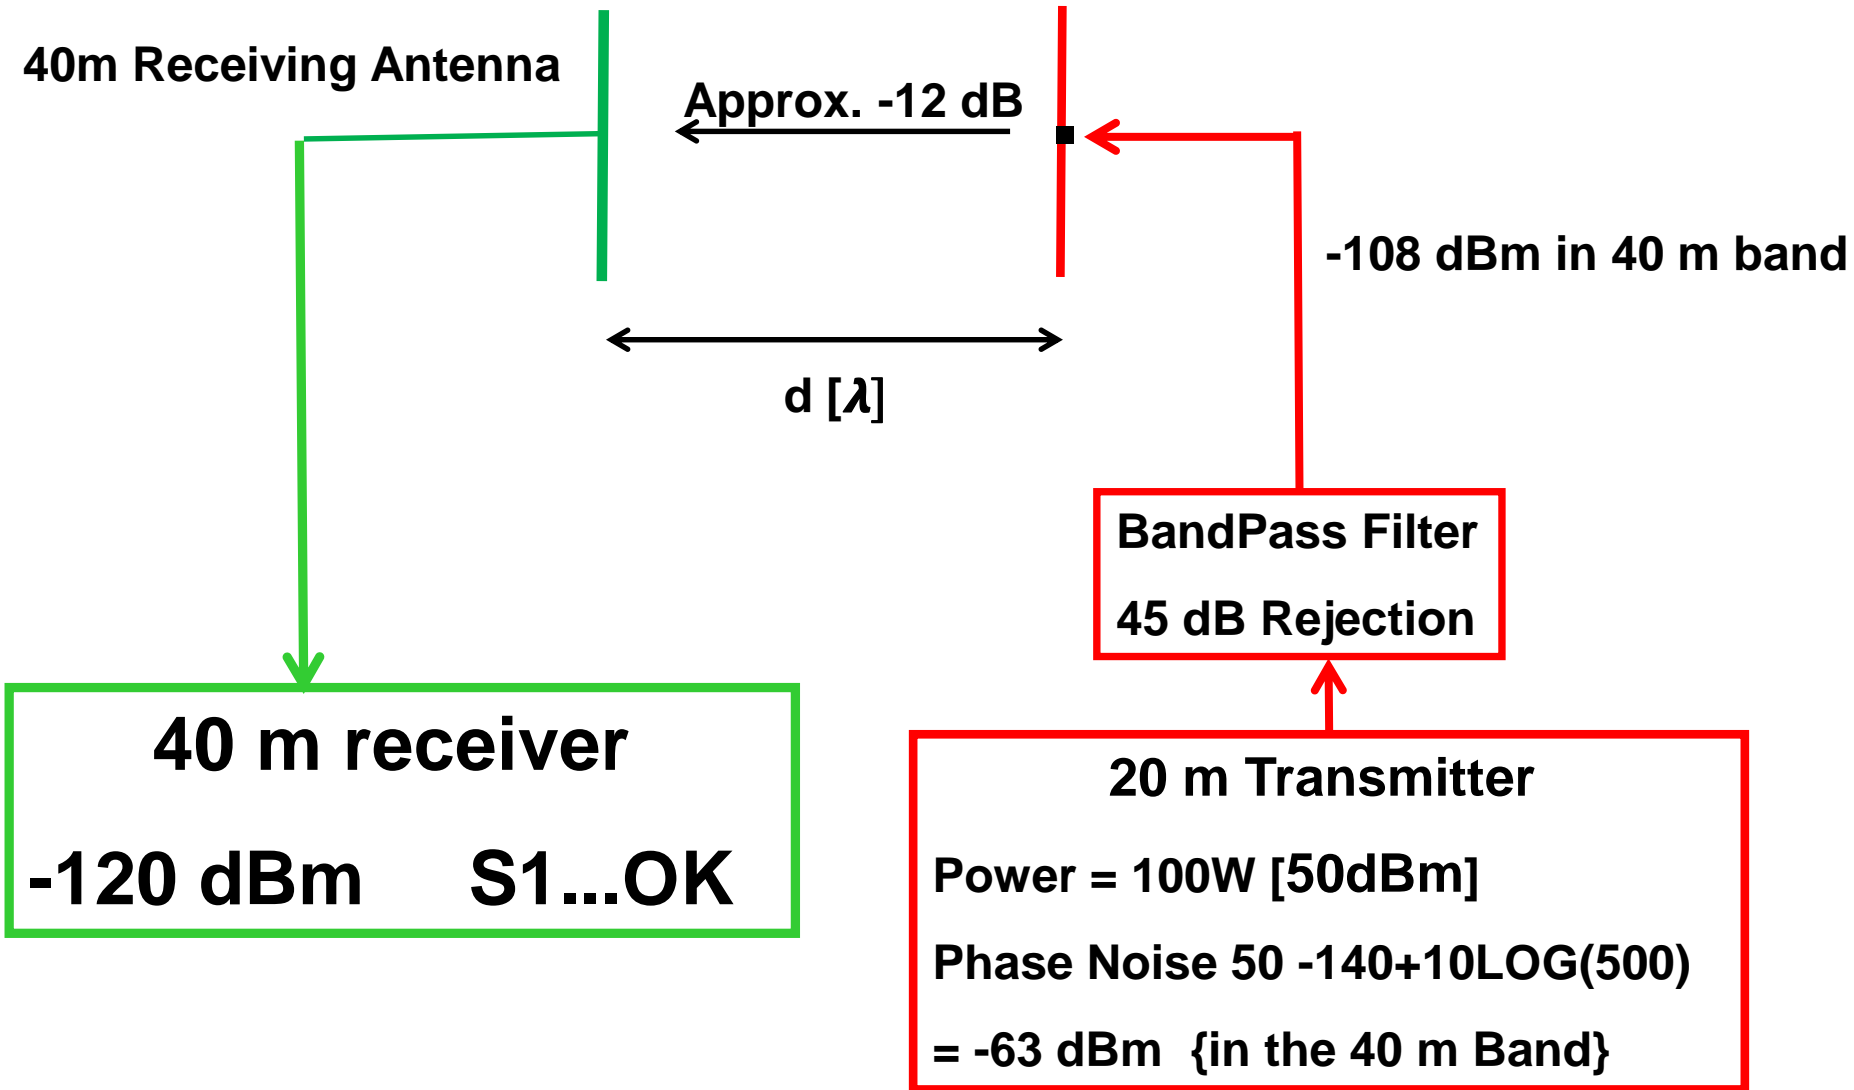 40m Receiving Antenna
Approx. -12 dB
-108 dBm in 40 m band
d [λ]
BandPass Filter
45 dB Rejection
40 m receiver
-120 dBm S1...OK
20 m Transmitter
Power = 100W [50dBm]
Phase Noise 50 -140+10LOG(500)
= -63 dBm {in the 40 m Band}